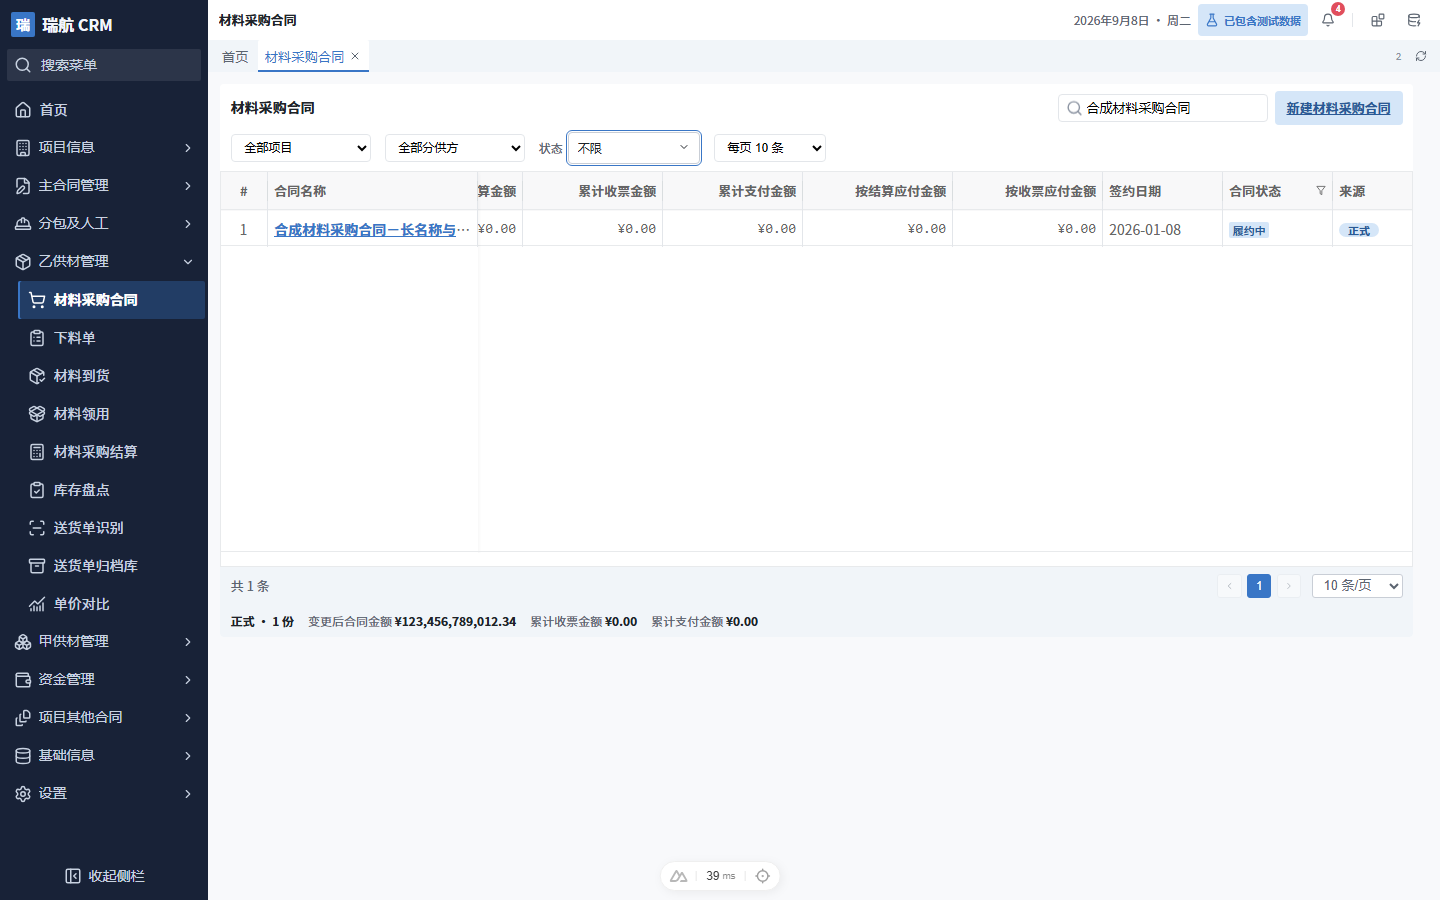 瑞 瑞航 CRM
搜索菜单
首页
项目信息
主合同管理
分包及人工
乙供材管理
材料采购合同
下料单
材料到货
材料领用
材料采购结算
库存盘点
送货单识别
送货单归档库
单价对比
甲供材管理
资金管理
项目其他合同
基础信息
设置
收起侧栏
材料采购合同
2026年9月8日 · 周二
已包含测试数据
4
首页 材料采购合同
2
材料采购合同
合成材料采购合同
新建材料采购合同
全部项目 全部分供方 状态 不限 每页 10 条
# 合同名称 算金额 累计收票金额 累计支付金额 按结算应付金额 按收票应付金额 签约日期 合同状态 来源
1 合成材料采购合同－长名称与… ¥0.00 ¥0.00 ¥0.00 ¥0.00 ¥0.00 2026-01-08 履约中 正式
共 1 条
1
10 条/页
正式 · 1 份 变更后合同金额 ¥123,456,789,012.34 累计收票金额 ¥0.00 累计支付金额 ¥0.00
39 ms